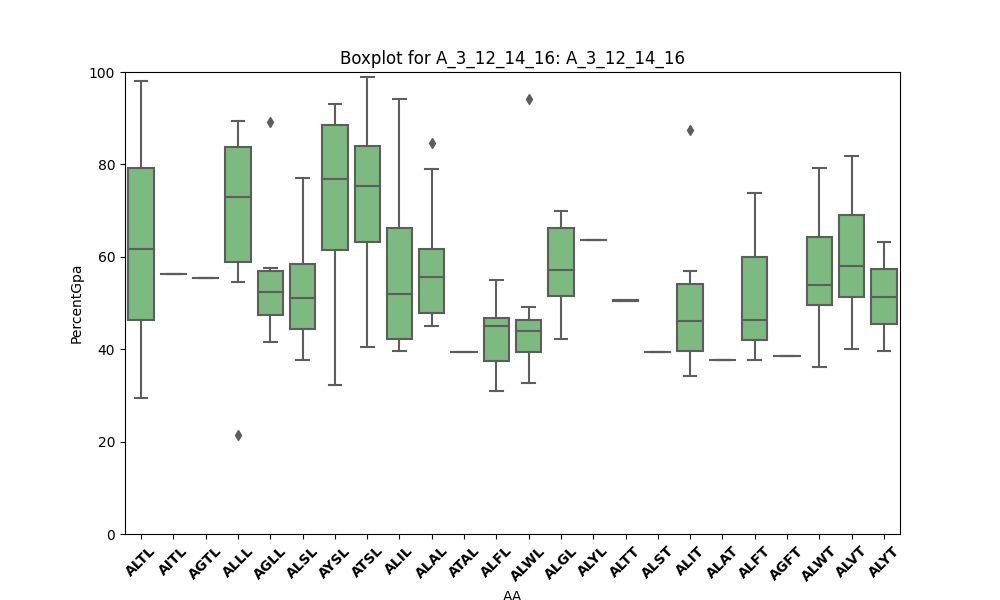 Boxplot for A_3_12_14_16: A_3_12_14_16
100
80
60
40
20
0
PercentGpa
ALTL AITL AGTL ALLL AGLL ALSL AYSL ATSL ALIL ALAL ATAL ALFL ALWL ALGL ALYL ALTT ALST ALIT ALAT ALFT AGFT ALWT ALVT ALYT
AA